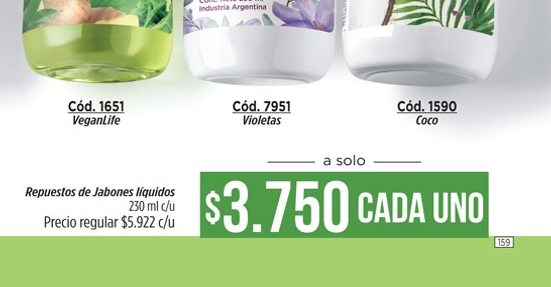 Industria Argentina
Cód. 1651
VeganLife
Cód. 7951
Violetas
Cód. 1590
Coco
a solo
Repuestos de Jabones líquidos
230 ml c/u
Precio regular $5.922 c/u
$3.750 CADA UNO
159